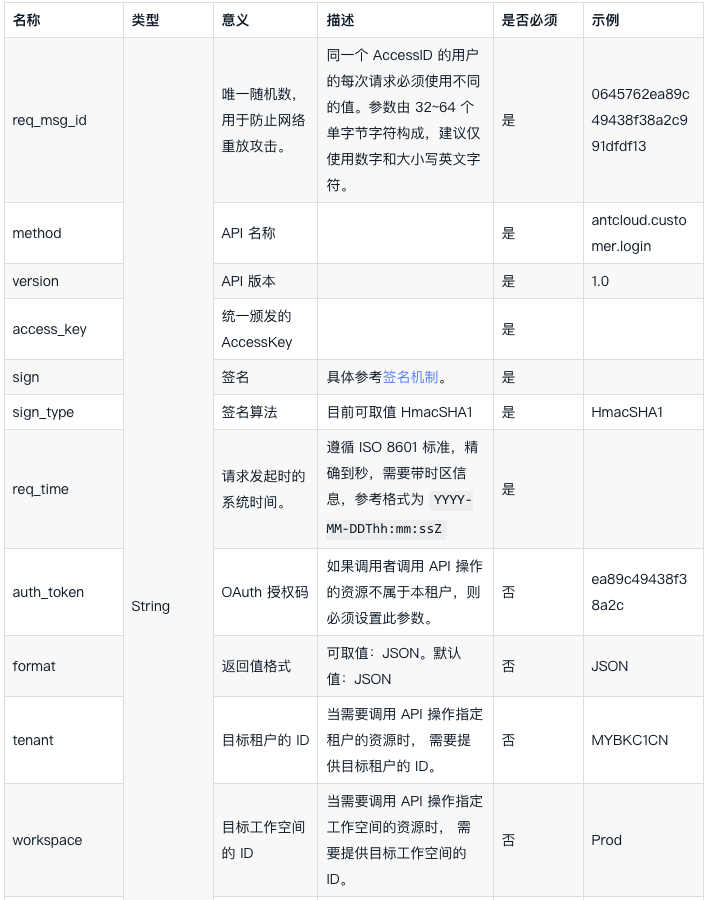 名称 类型 意义 描述 是否必须 示例
req_msg_id
唯一随机数，
用于防止网络
重放攻击。
同一个 AccessID 的用户
的每次请求必须使用不同
的值。参数由 32~64 个
单字节字符构成，建议仅
使用数字和大小写英文字
符。
是
0645762ea89c
49438f38a2c9
91dfdf13
method
API 名称
是
antcloud.custo
mer.login
version
API 版本
是
1.0
access_key
统一颁发的
AccessKey
是
sign
签名
具体参考签名机制。
是
sign_type
签名算法
目前可取值 HmacSHA1
是
HmacSHA1
req_time
请求发起时的
系统时间。
遵循 ISO 8601 标准，精
确到秒，需要带时区信
息，参考格式为 YYYY-
MM-DDThh:mm:ssZ
是
auth_token
String
OAuth 授权码
如果调用者调用 API 操作
的资源不属于本租户，则
必须设置此参数。
否
ea89c49438f3
8a2c
format
返回值格式
可取值：JSON。默认
值：JSON
否
JSON
tenant
目标租户的 ID
当需要调用 API 操作指定
租户的资源时， 需要提
供目标租户的 ID。
否
MYBKC1CN
workspace
目标工作空间
的 ID
当需要调用 API 操作指定
工作空间的资源时， 需
要提供目标工作空间的
ID。
否
Prod